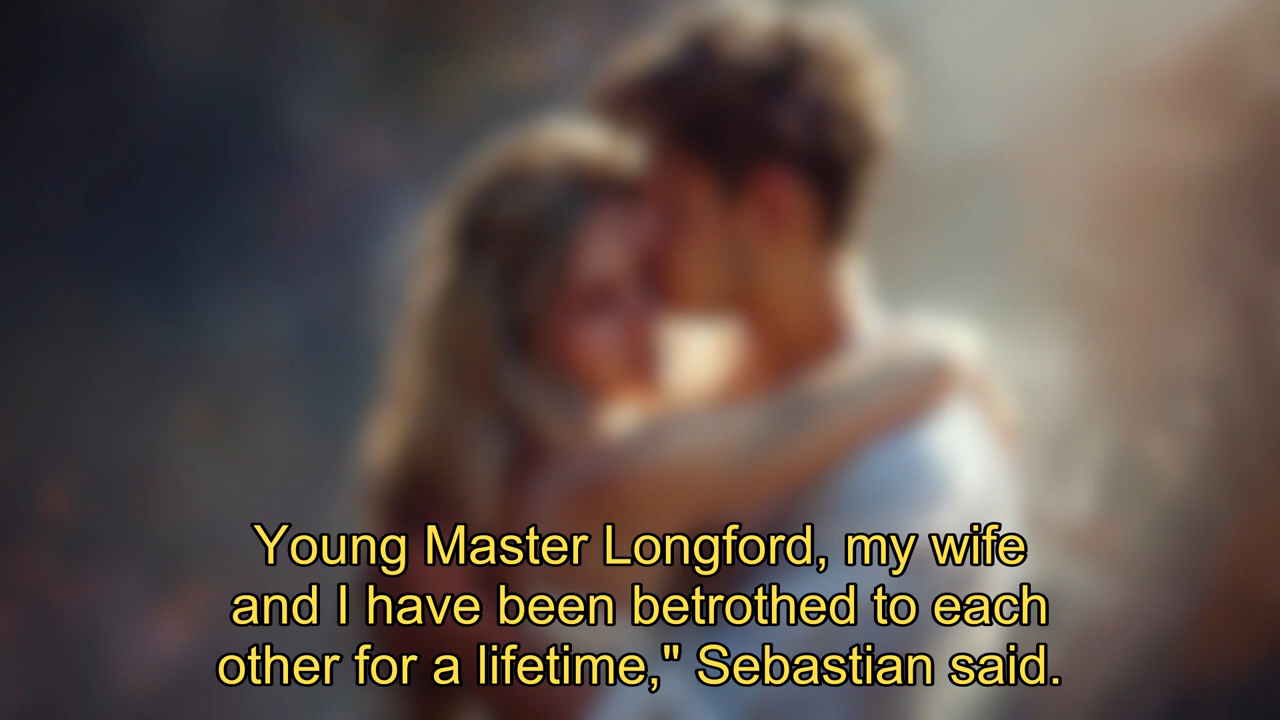 Young Master Longford, my wife
and I have been betrothed to each
other for a lifetime," Sebastian said.